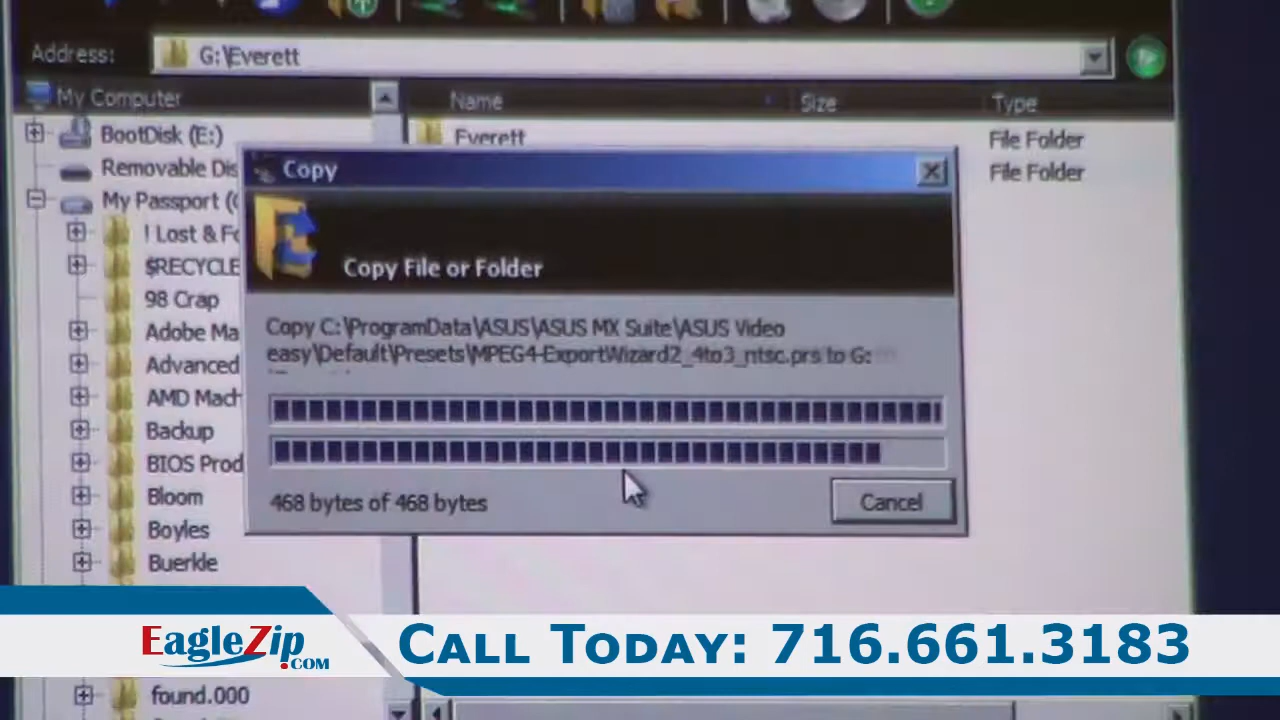 Address:
G:\Everett
My Computer
Name
Size
Type
BootDisk (E:)
Everett
File Folder
Removable Dis
File Folder
My Passport (
! Lost & Fo
$RECYCLE
98 Crap
Adobe Ma
Advanced
AMD Mach
Backup
BIOS Prod
Bloom
Boyles
Buerkle
found.000
Copy
Copy File or Folder
Copy C:\ProgramData\ASUS\ASUS MX Suite\ASUS Video
easy\Default\Presets\MPEG4-ExportWizard2_4to3_ntsc.prs to G:
468 bytes of 468 bytes
Cancel
EagleZip.com
Call Today: 716.661.3183